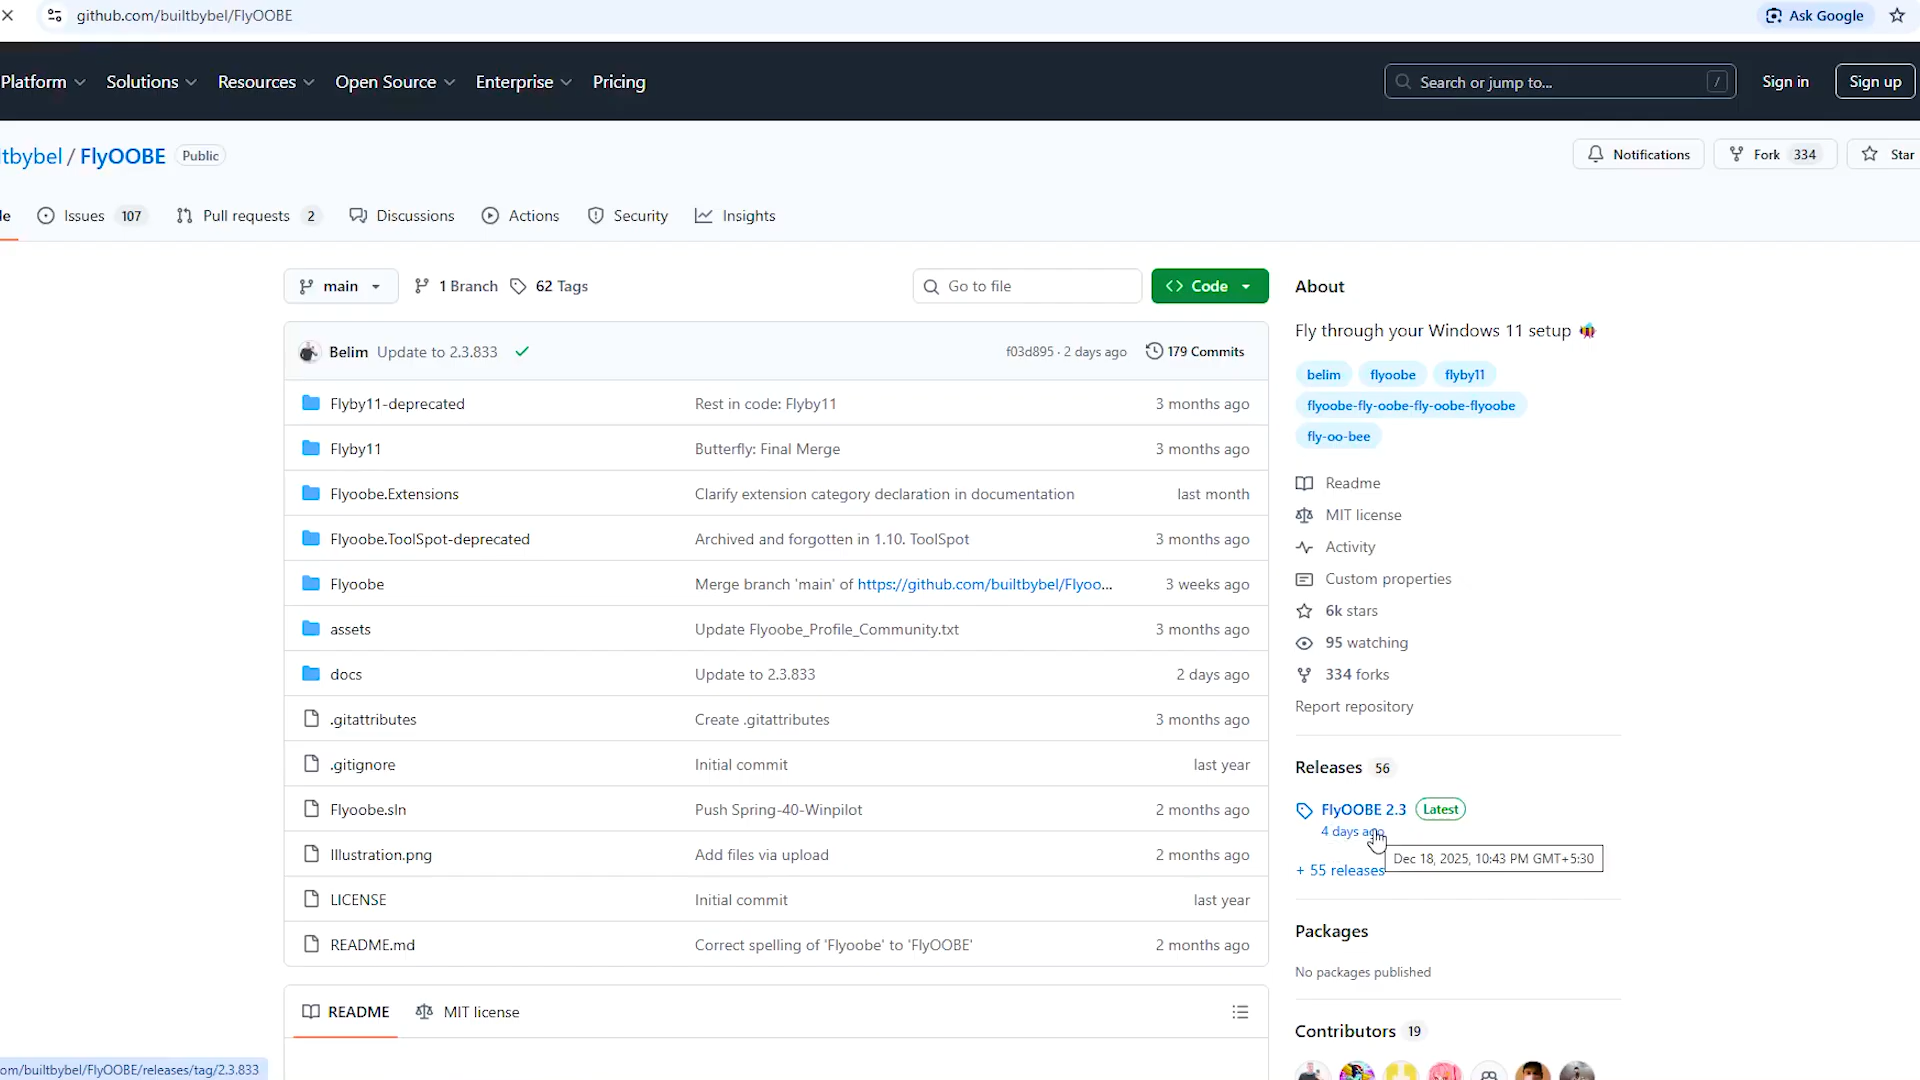 github.com/builtbybel/FlyOOBE
Ask Google
Platform Solutions Resources Open Source Enterprise Pricing
Search or jump to... / Sign in Sign up
ltbybel / FlyOOBE Public
Notifications Fork 334 Star
de Issues 107 Pull requests 2 Discussions Actions Security Insights
main 1 Branch 62 Tags Go to file Code
Belim Update to 2.3.833 f03d895 · 2 days ago 179 Commits
Flyby11-deprecated Rest in code: Flyby11 3 months ago
Flyby11 Butterfly: Final Merge 3 months ago
Flyoobe.Extensions Clarify extension category declaration in documentation last month
Flyoobe.ToolSpot-deprecated Archived and forgotten in 1.10. ToolSpot 3 months ago
Flyoobe Merge branch 'main' of https://github.com/builtbybel/Flyoo... 3 weeks ago
assets Update Flyoobe_Profile_Community.txt 3 months ago
docs Update to 2.3.833 2 days ago
.gitattributes Create .gitattributes 3 months ago
.gitignore Initial commit last year
Flyoobe.sln Push Spring-40-Winpilot 2 months ago
Illustration.png Add files via upload 2 months ago
LICENSE Initial commit last year
README.md Correct spelling of 'Flyoobe' to 'FlyOOBE' 2 months ago
README MIT license
About
Fly through your Windows 11 setup
belim flyoobe flyby11
flyoobe-fly-oobe-fly-oobe-flyoobe
fly-oo-bee
Readme
MIT license
Activity
Custom properties
6k stars
95 watching
334 forks
Report repository
Releases 56
FlyOOBE 2.3 Latest
4 days ago
Dec 18, 2025, 10:43 PM GMT+5:30
+ 55 releases
Packages
No packages published
Contributors 19
om/builtbybel/FlyOOBE/releases/tag/2.3.833